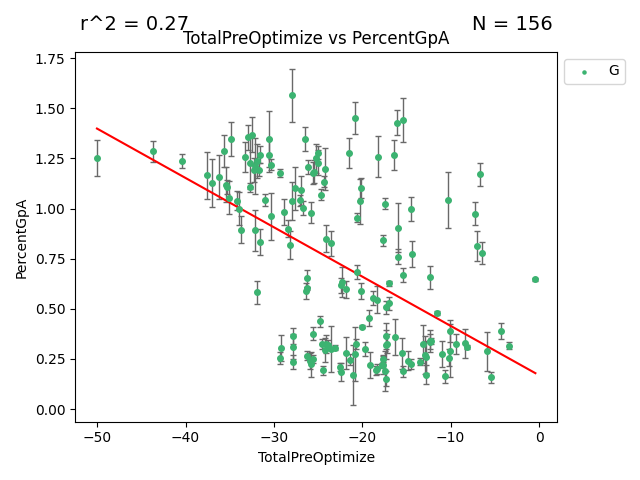 r^2 = 0.27 N = 156
TotalPreOptimize vs PercentGpA
G
1.75
1.50
1.25
1.00
0.75
0.50
0.25
0.00
PercentGpA
−50 −40 −30 −20 −10 0
TotalPreOptimize